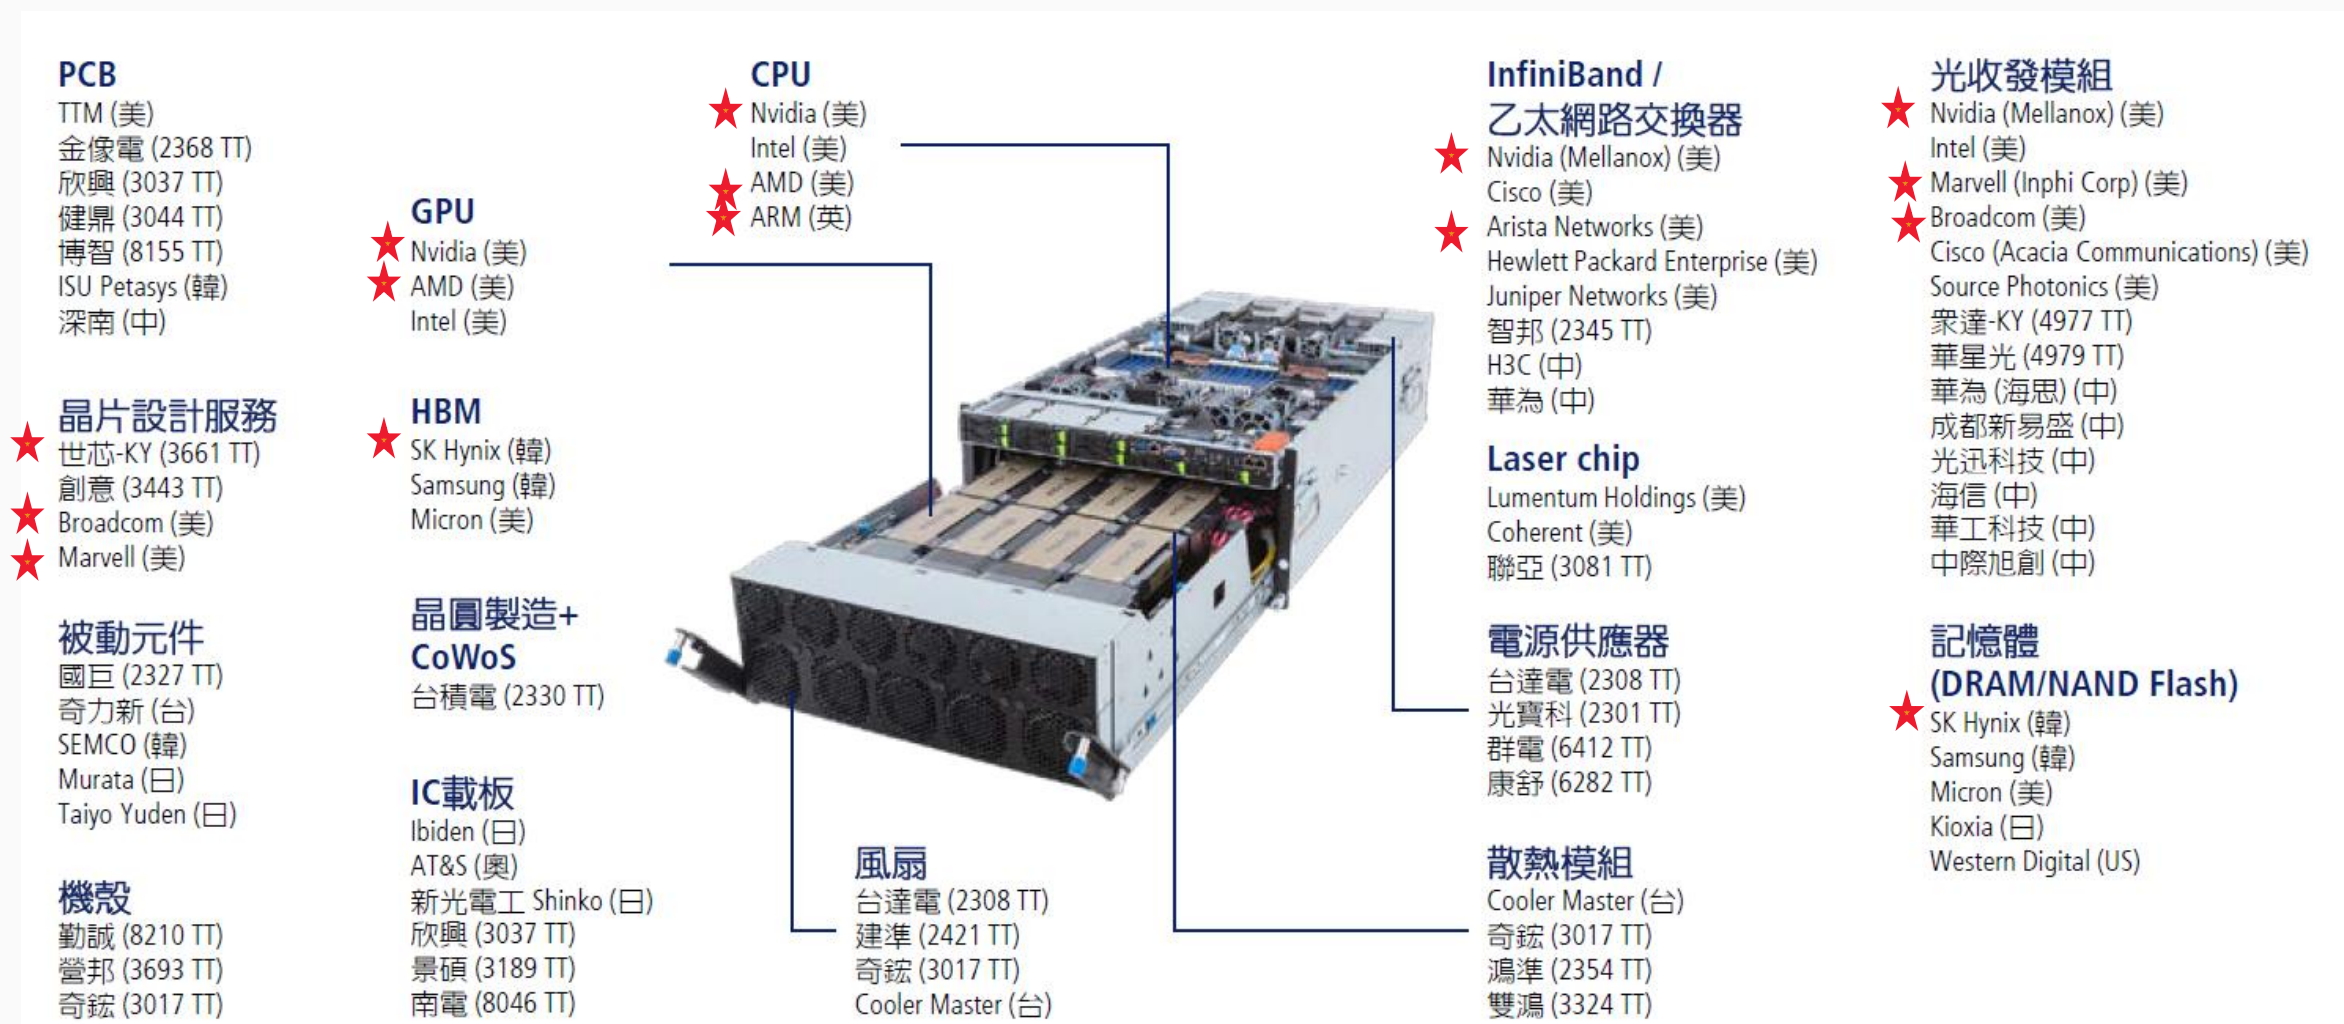 PCB
TTM (美)
金像電 (2368 TT)
欣興 (3037 TT)
健鼎 (3044 TT)
博智 (8155 TT)
ISU Petasys (韓)
深南 (中)
晶片設計服務
世芯-KY (3661 TT)
創意 (3443 TT)
Broadcom (美)
Marvell (美)
被動元件
國巨 (2327 TT)
奇力新 (台)
SEMCO (韓)
Murata (日)
Taiyo Yuden (日)
機殼
勤誠 (8210 TT)
營邦 (3693 TT)
奇鋐 (3017 TT)
GPU
Nvidia (美)
AMD (美)
Intel (美)
HBM
SK Hynix (韓)
Samsung (韓)
Micron (美)
晶圓製造+
CoWoS
台積電 (2330 TT)
IC載板
Ibiden (日)
AT&S (奧)
新光電工 Shinko (日)
欣興 (3037 TT)
景碩 (3189 TT)
南電 (8046 TT)
CPU
Nvidia (美)
Intel (美)
AMD (美)
ARM (英)
風扇
台達電 (2308 TT)
建準 (2421 TT)
奇鋐 (3017 TT)
Cooler Master (台)
InfiniBand /
乙太網路交換器
Nvidia (Mellanox) (美)
Cisco (美)
Arista Networks (美)
Hewlett Packard Enterprise (美)
Juniper Networks (美)
智邦 (2345 TT)
H3C (中)
華為 (中)
Laser chip
Lumentum Holdings (美)
Coherent (美)
聯亞 (3081 TT)
電源供應器
台達電 (2308 TT)
光寶科 (2301 TT)
群電 (6412 TT)
康舒 (6282 TT)
散熱模組
Cooler Master (台)
奇鋐 (3017 TT)
鴻準 (2354 TT)
雙鴻 (3324 TT)
光收發模組
Nvidia (Mellanox) (美)
Intel (美)
Marvell (Inphi Corp) (美)
Broadcom (美)
Cisco (Acacia Communications) (美)
Source Photonics (美)
眾達-KY (4977 TT)
華星光 (4979 TT)
華為 (海思) (中)
成都新易盛 (中)
光迅科技 (中)
海信 (中)
華工科技 (中)
中際旭創 (中)
記憶體
(DRAM/NAND Flash)
SK Hynix (韓)
Samsung (韓)
Micron (美)
Kioxia (日)
Western Digital (US)